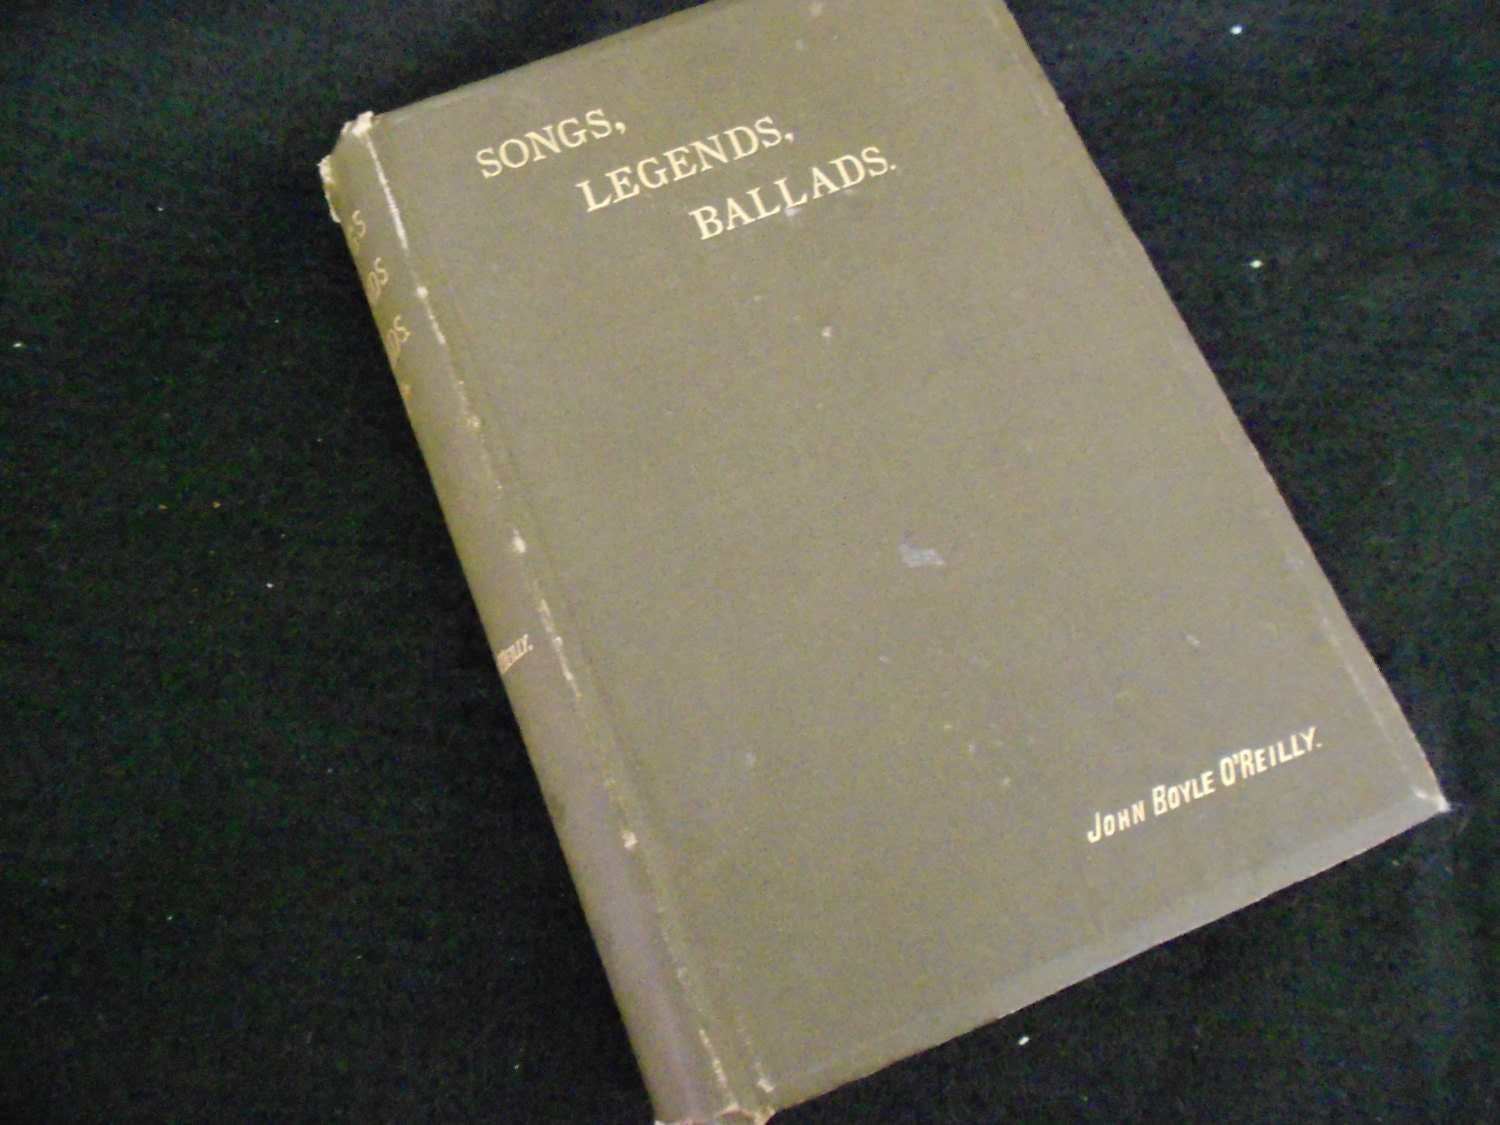 SONGS,
LEGENDS,
BALLADS.
JOHN BOYLE O'REILLY.